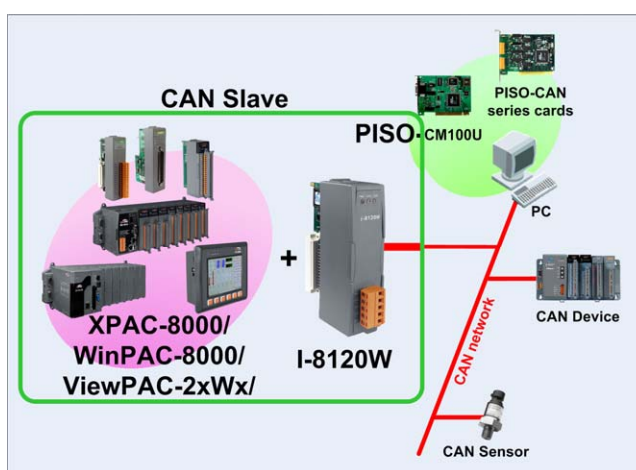 PISO-CAN
series cards
CAN Slave
PISO-CM100U
PC
I-8120W
+
CAN Device
XPAC-8000/
WinPAC-8000/
ViewPAC-2xWx/
I-8120W
CAN network
CAN Sensor